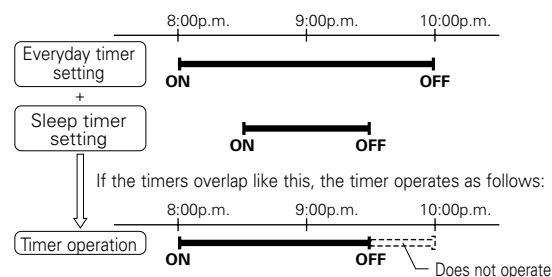 8:00p.m. 9:00p.m. 10:00p.m.
Everyday timer
setting
ON OFF
+
Sleep timer
setting
ON OFF
If the timers overlap like this, the timer operates as follows:
8:00p.m. 9:00p.m. 10:00p.m.
Timer operation
ON OFF
Does not operate